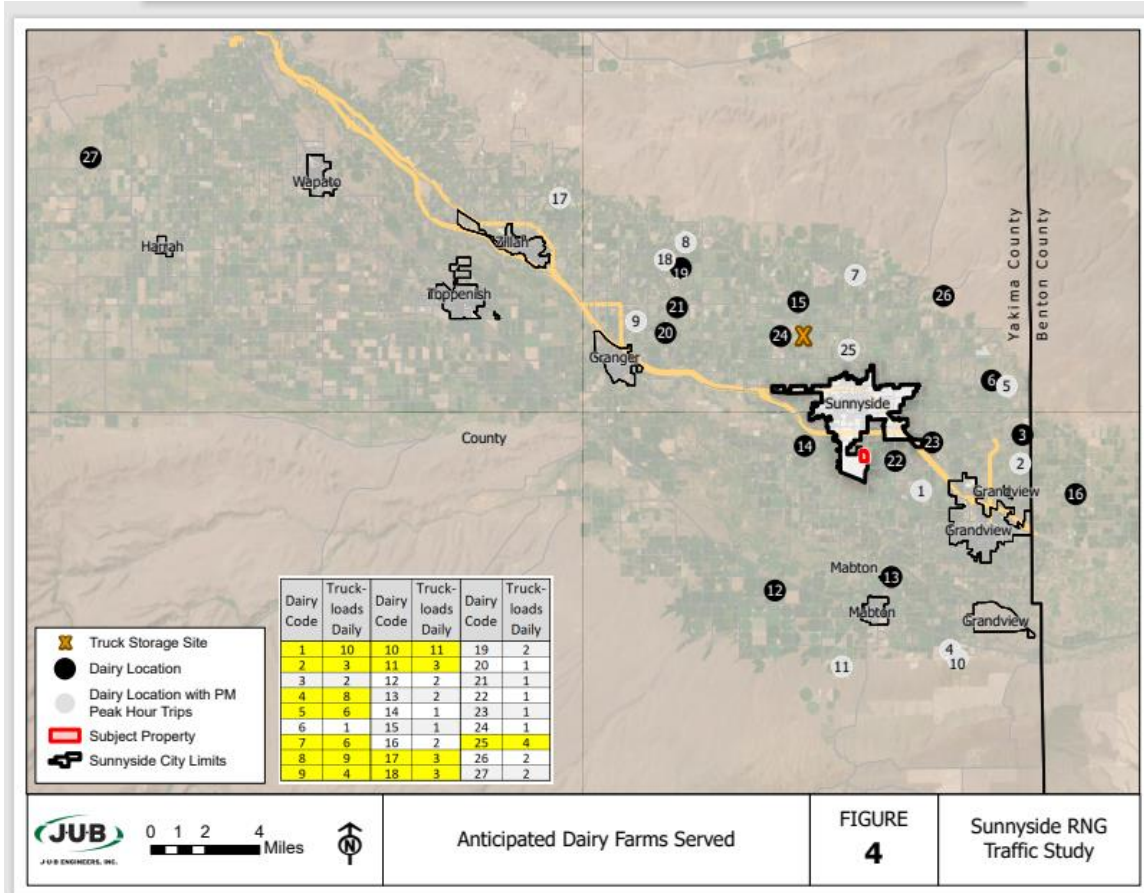 27
Wapato
17
Harrah
Zillah
8
18
19
7
Toppenish
9
21
20
15
26
24
X
25
Granger
Yakima County
Benton County
6
5
Sunnyside
County
14
23
3
22
2
1
16
Grandview
Grandview
Mabton
13
12
Mabton
Grandview
4
10
11
Dairy Code Truck-loads Daily Dairy Code Truck-loads Daily Dairy Code Truck-loads Daily
1 10 10 11 19 2
2 3 11 3 20 1
3 2 12 2 21 1
4 8 13 2 22 1
5 6 14 1 23 1
6 1 15 1 24 1
7 6 16 2 25 4
8 9 17 3 26 2
9 4 18 3 27 2
X Truck Storage Site
Dairy Location
Dairy Location with PM
Peak Hour Trips
Subject Property
Sunnyside City Limits
J·U·B
J·U·B ENGINEERS, INC.
0 1 2 4 Miles
N
Anticipated Dairy Farms Served
FIGURE
4
Sunnyside RNG
Traffic Study